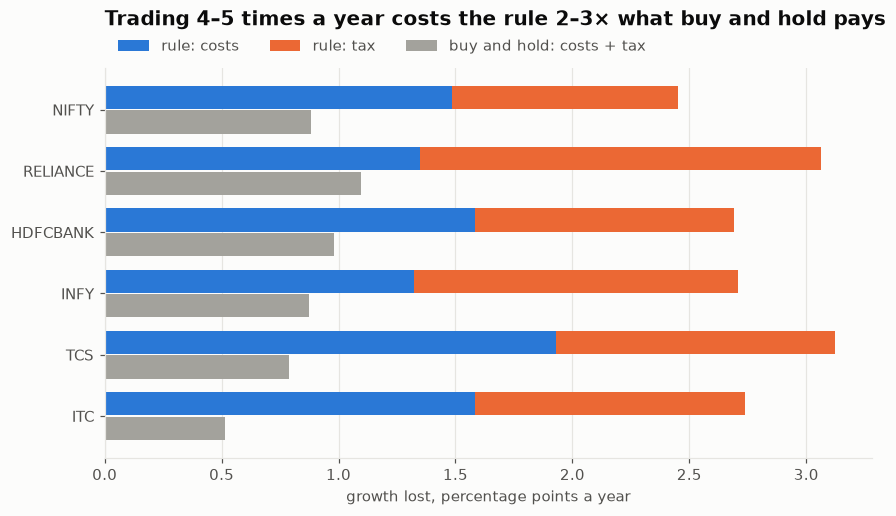 Trading 4–5 times a year costs the rule 2–3× what buy and hold pays
rule: costs rule: tax buy and hold: costs + tax
NIFTY
RELIANCE
HDFCBANK
INFY
TCS
ITC
0.0 0.5 1.0 1.5 2.0 2.5 3.0
growth lost, percentage points a year